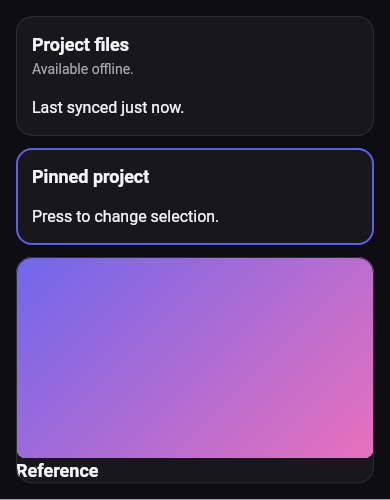 Project files
Available offline.
Last synced just now.
Pinned project
Press to change selection.
Reference